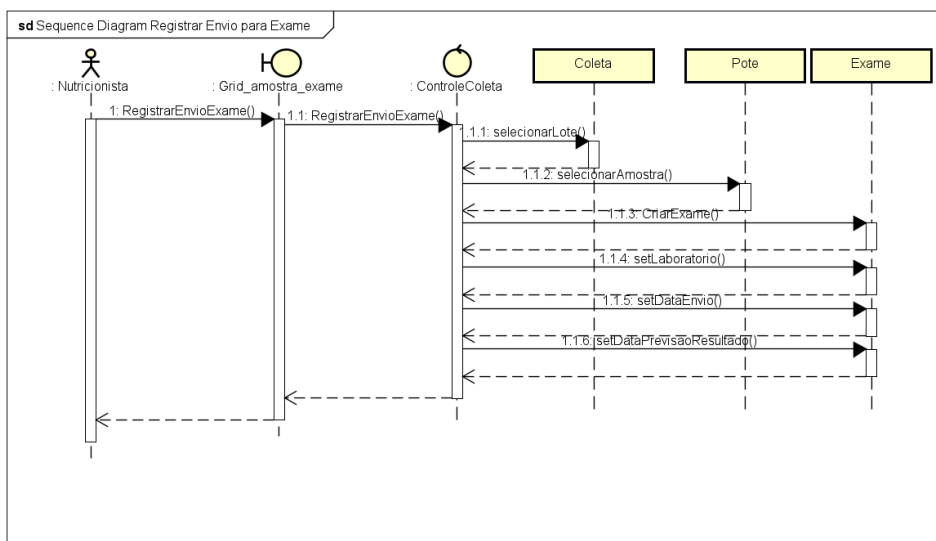 sd Sequence Diagram Registrar Envio para Exame
: Nutricionista
: Grid_amostra_exame
: ControleColeta
Coleta
Pote
Exame
1: RegistrarEnvioExame()
1.1: RegistrarEnvioExame()
1.1.1: selecionarLote()
1.1.2: selecionarAmostra()
1.1.3: CriarExame()
1.1.4: setLaboratorio()
1.1.5: setDataEnvio()
1.1.6: setDataPrevisaoResultado()